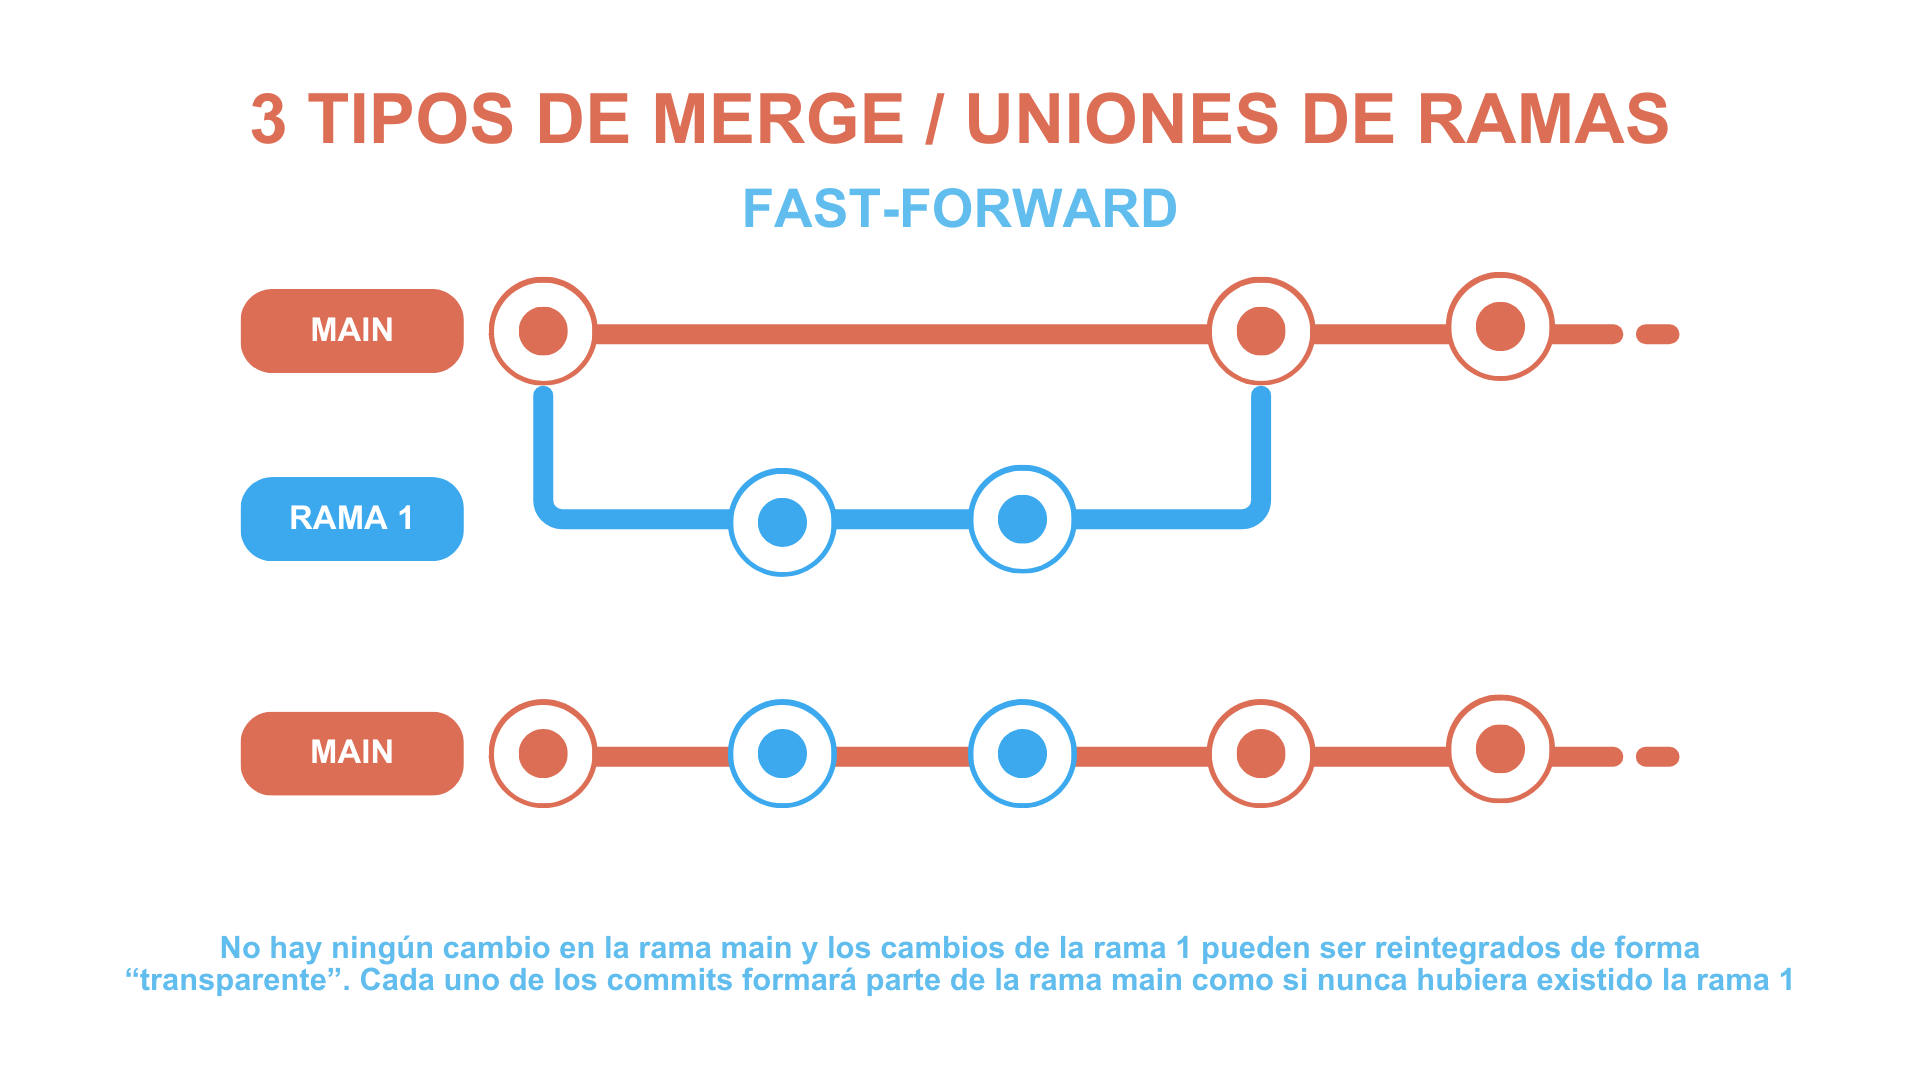 3 TIPOS DE MERGE / UNIONES DE RAMAS
FAST-FORWARD
MAIN
RAMA 1
MAIN
No hay ningún cambio en la rama main y los cambios de la rama 1 pueden ser reintegrados de forma
“transparente”. Cada uno de los commits formará parte de la rama main como si nunca hubiera existido la rama 1